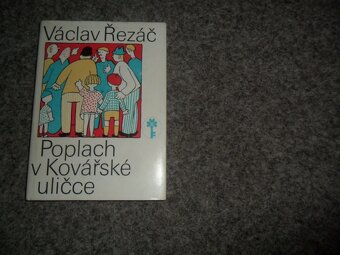 Václav Řezáč
Poplach
v Kovářské
uličce